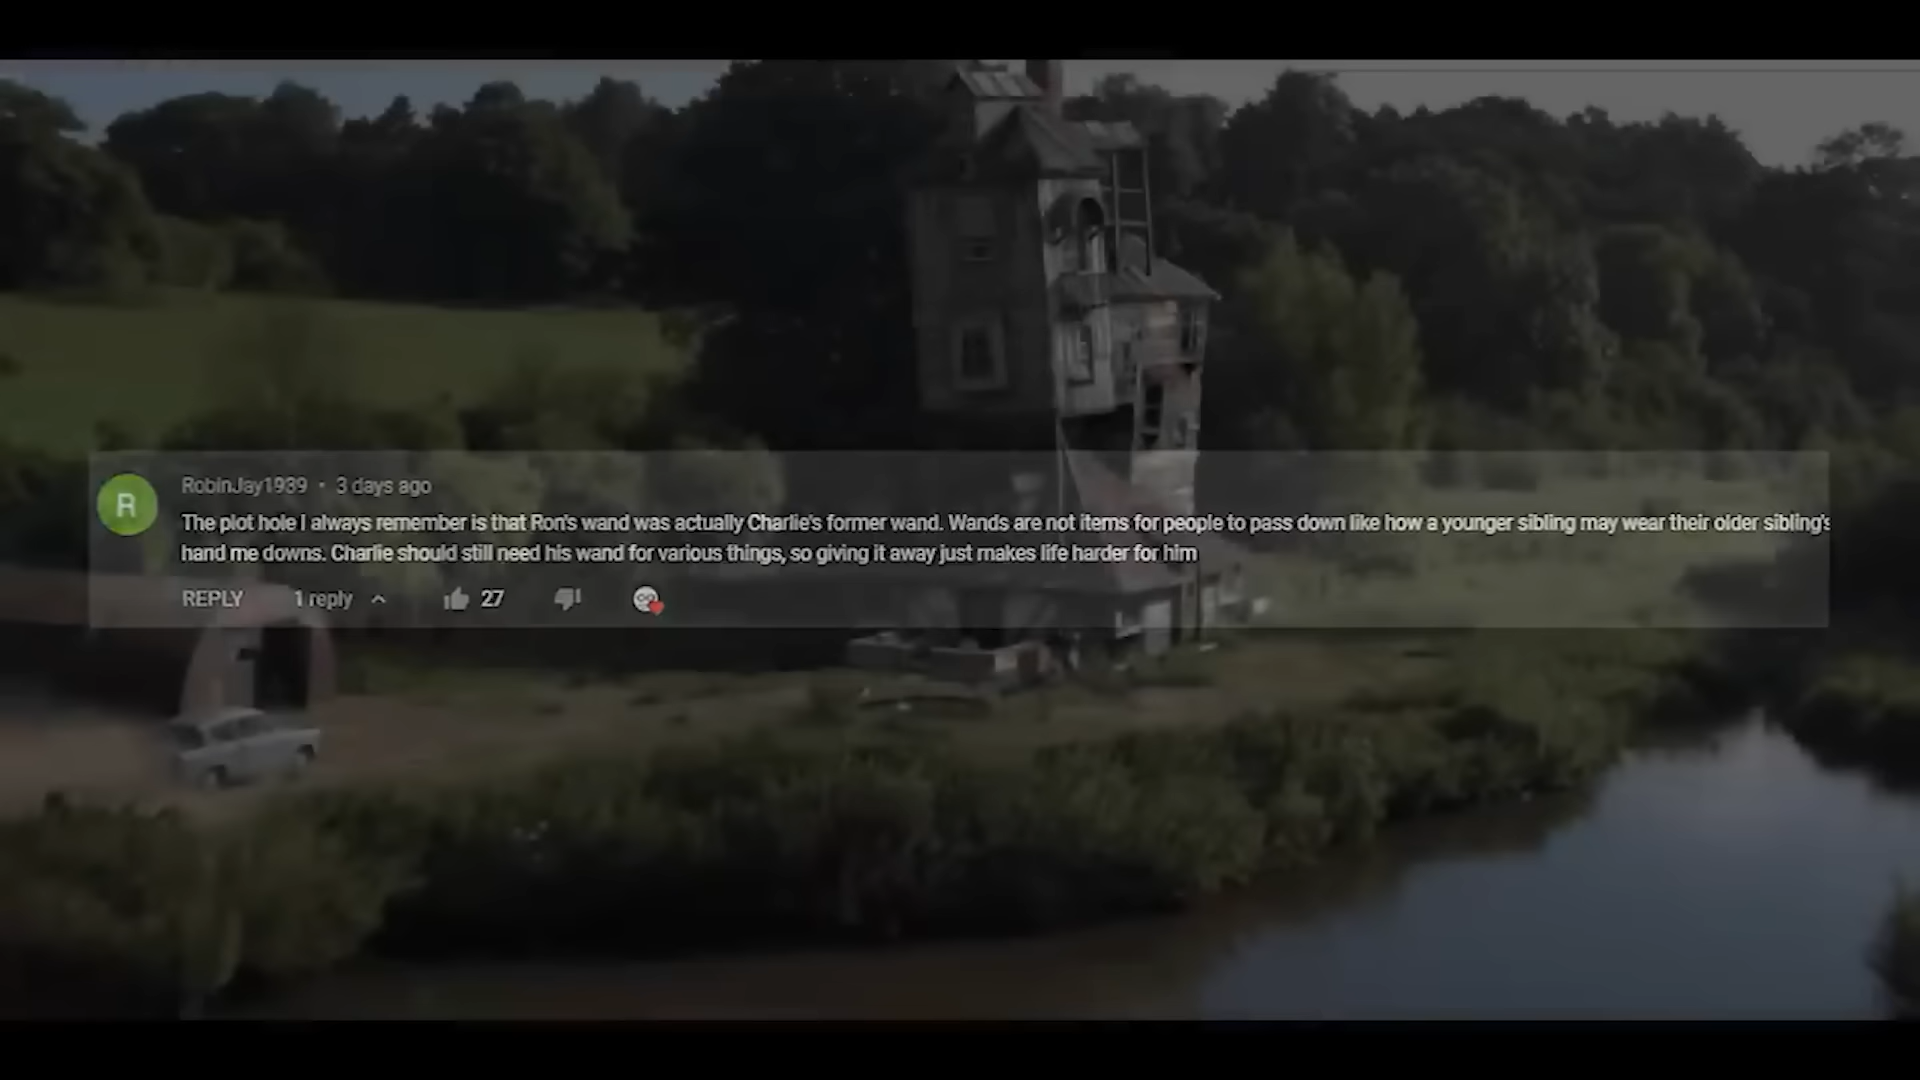 R
RobinJay1989 • 3 days ago
The plot hole I always remember is that Ron's wand was actually Charlie's former wand. Wands are not items for people to pass down like how a younger sibling may wear their older sibling's
hand me downs. Charlie should still need his wand for various things, so giving it away just makes life harder for him
REPLY 1 reply 27